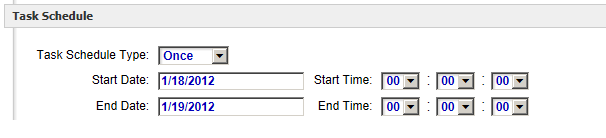 Task Schedule
Task Schedule Type: Once
Start Date: 1/18/2012 Start Time: 00 : 00 : 00
End Date: 1/19/2012 End Time: 00 : 00 : 00